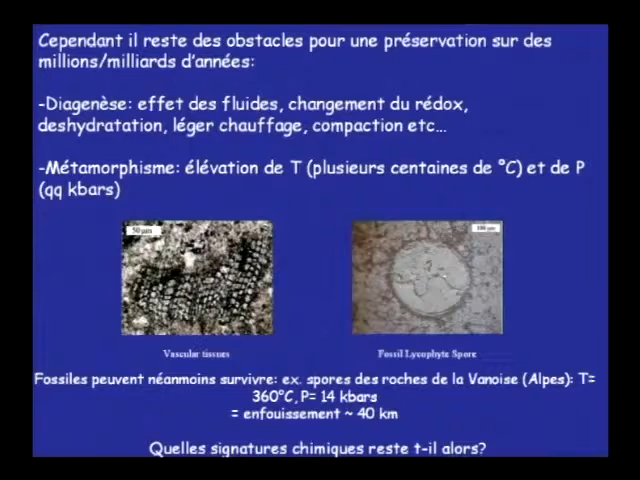 Cependant il reste des obstacles pour une préservation sur des
millions/milliards d'années:
-Diagenèse: effet des fluides, changement du rédox,
deshydratation, léger chauffage, compaction etc...
-Métamorphisme: élévation de T (plusieurs centaines de °C) et de P
(qq kbars)
50 µm
100 µm
Vascular tissues
Fossil Lycophyte Spore
Fossiles peuvent néanmoins survivre: ex. spores des roches de la Vanoise (Alpes): T=
360°C, P= 14 kbars
= enfouissement ~ 40 km
Quelles signatures chimiques reste t-il alors?